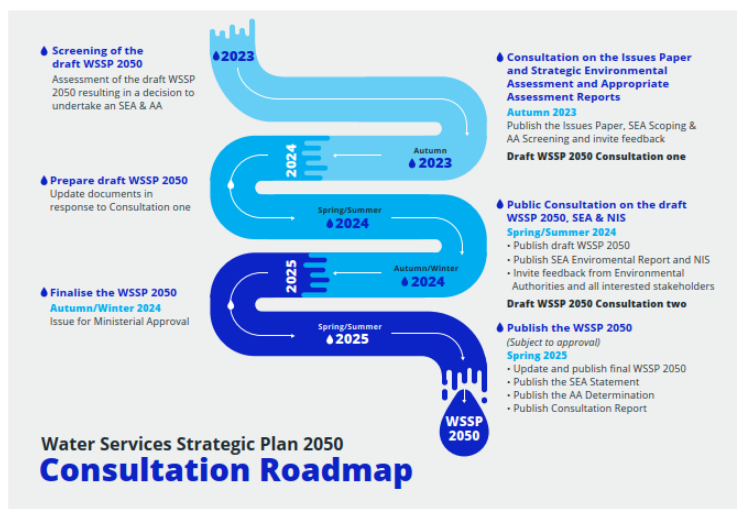 2023
Screening of the
draft WSSP 2050
Assessment of the draft WSSP
2050 resulting in a decision to
undertake an SEA & AA
Consultation on the Issues Paper
and Strategic Environmental
Assessment and Appropriate
Assessment Reports
Autumn 2023
Publish the Issues Paper, SEA Scoping &
AA Screening and invite feedback
Draft WSSP 2050 Consultation one
Autumn
2023
2024
Prepare draft WSSP 2050
Update documents in
response to Consultation one
Spring/Summer
2024
Public Consultation on the draft
WSSP 2050, SEA & NIS
Spring/Summer 2024
• Publish draft WSSP 2050
• Publish SEA Enviromental Report and NIS
• Invite feedback from Environmental
Authorities and all interested stakeholders
Draft WSSP 2050 Consultation two
Autumn/Winter
2024
2025
Finalise the WSSP 2050
Autumn/Winter 2024
Issue for Ministerial Approval
Spring/Summer
2025
Publish the WSSP 2050
(Subject to approval)
Spring 2025
• Update and publish final WSSP 2050
• Publish the SEA Statement
• Publish the AA Determination
• Publish Consultation Report
WSSP
2050
Water Services Strategic Plan 2050
Consultation Roadmap